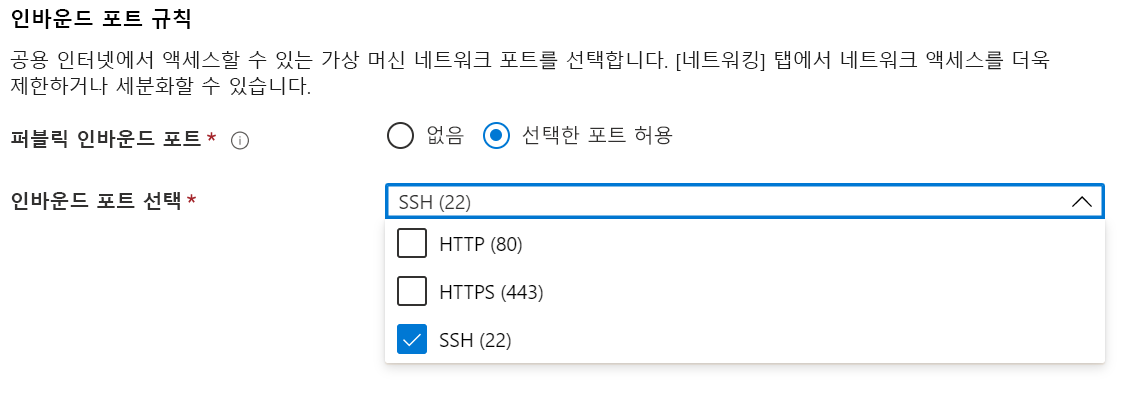 인바운드 포트 규칙
공용 인터넷에서 액세스할 수 있는 가상 머신 네트워크 포트를 선택합니다. [네트워킹] 탭에서 네트워크 액세스를 더욱
제한하거나 세분화할 수 있습니다.
퍼블릭 인바운드 포트 * 없음 선택한 포트 허용
인바운드 포트 선택 * SSH (22)
HTTP (80)
HTTPS (443)
SSH (22)